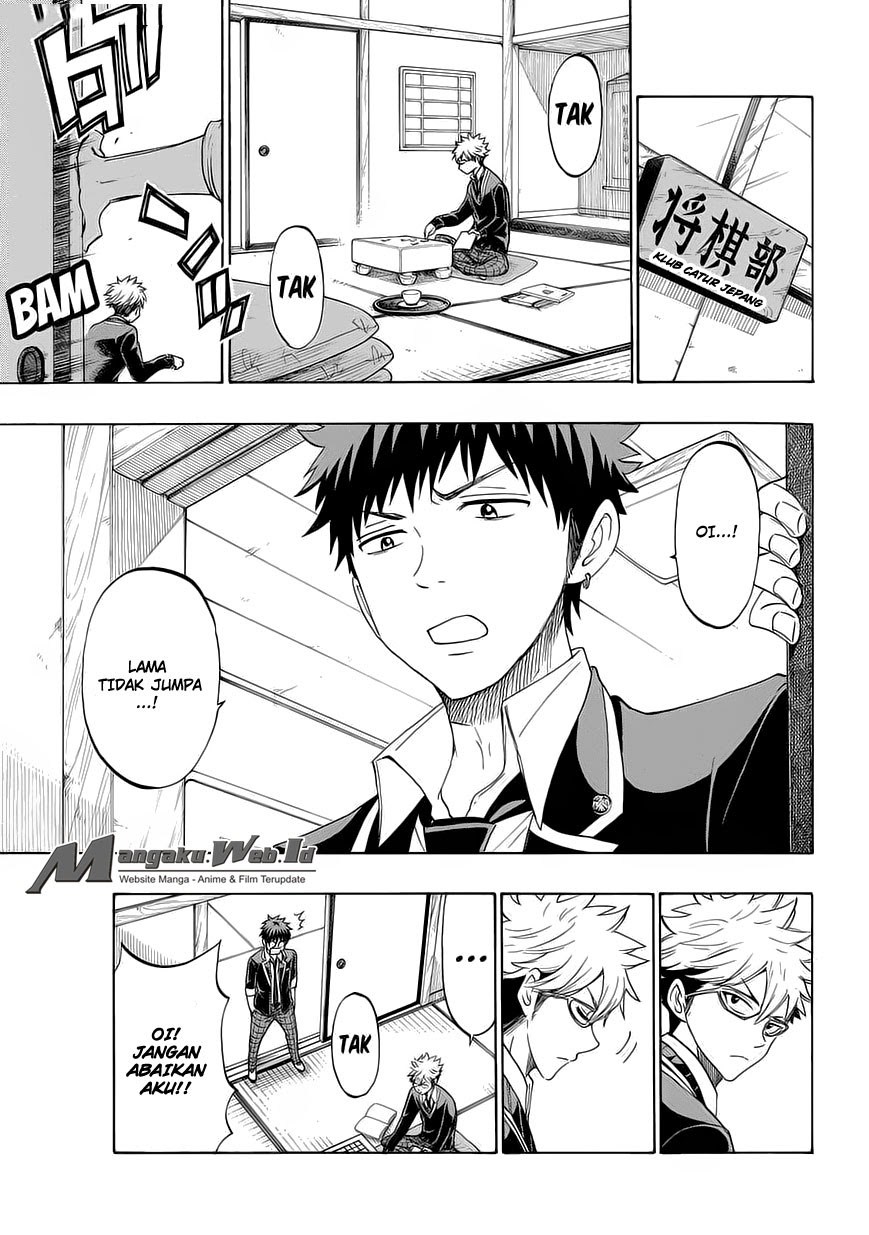 将棋部
KLUB CATUR JEPANG
TAK
TAK
BAM
OI...!
LAMA
TIDAK JUMPA
...!
Mangaku.Web.Id
Website Manga - Anime & Film Terupdate
...
TAK
OI!
JANGAN
ABAIKAN
AKU!!